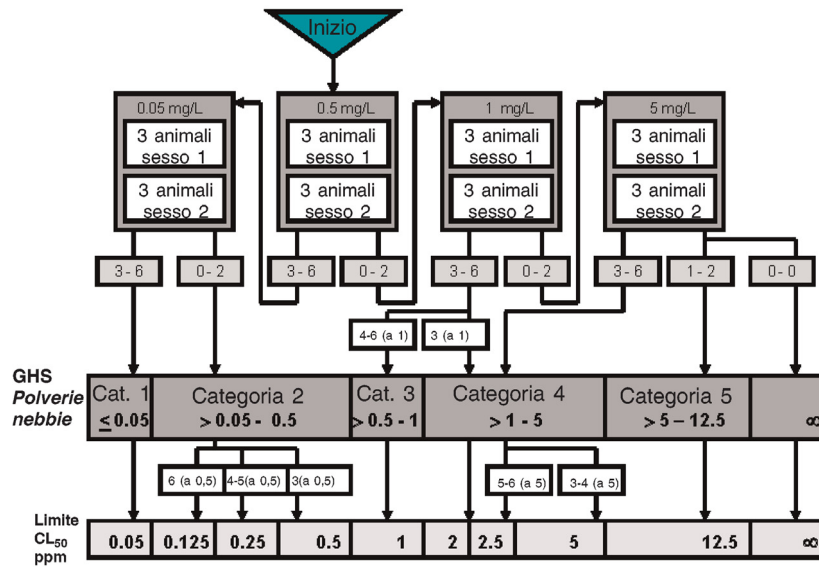 Inizio
0.05 mg/L
0.5 mg/L
1 mg/L
5 mg/L
3 animali
sesso 1
3 animali
sesso 1
3 animali
sesso 1
3 animali
sesso 1
3 animali
sesso 2
3 animali
sesso 2
3 animali
sesso 2
3 animali
sesso 2
3 - 6
0 - 2
3 - 6
0 - 2
3 - 6
0 - 2
3 - 6
1 - 2
0 - 0
4-6 (a 1)
3 (a 1)
GHS
Polverie
nebbie
Cat. 1
≤ 0.05
Categoria 2
> 0.05 - 0.5
Cat. 3
> 0.5 - 1
Categoria 4
> 1 - 5
Categoria 5
> 5 – 12.5
∞
6 (a 0,5)
4-5(a 0,5)
3(a 0,5)
5-6 (a 5)
3-4 (a 5)
Limite
CL50
ppm
0.05
0.125
0.25
0.5
1
2
2.5
5
12.5
∞